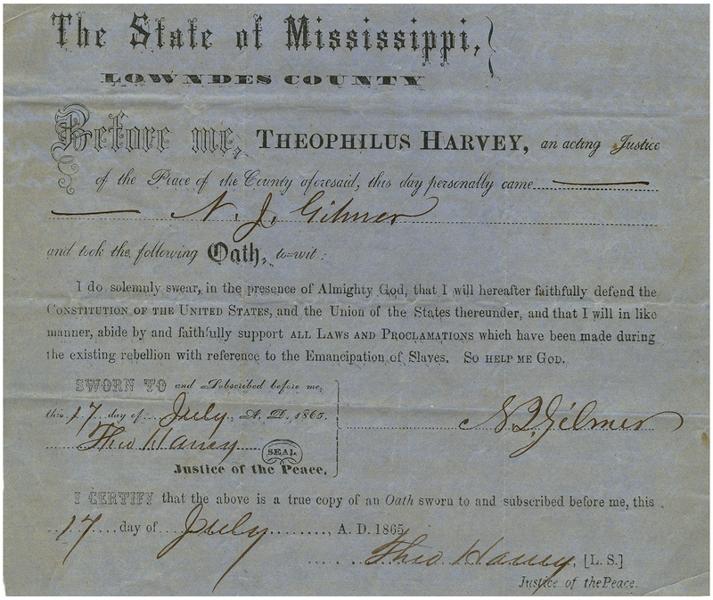 The State of Mississippi,
LOWNDES COUNTY
Before me, THEOPHILUS HARVEY, an acting Justice
of the Peace of the County aforesaid, this day personally came
N. J. Gilmer
and took the following Oath, to=wit:
I do solemnly swear, in the presence of Almighty God, that I will hereafter faithfully defend the
CONSTITUTION OF THE UNITED STATES, and the Union of the States thereunder, and that I will in like
manner, abide by and faithfully support ALL LAWS AND PROCLAMATIONS which have been made during
the existing rebellion with reference to the Emancipation of Slaves. SO HELP ME GOD.
SWORN TO and Subscribed before me,
this 17 day of July, A. D. 1865.
N J Gilmer
Theo Harvey SEAL
Justice of the Peace.
I CERTIFY that the above is a true copy of an Oath sworn to and subscribed before me, this
17 day of July, A. D. 1865
Theo Harvey, [L. S.]
Justice of the Peace.